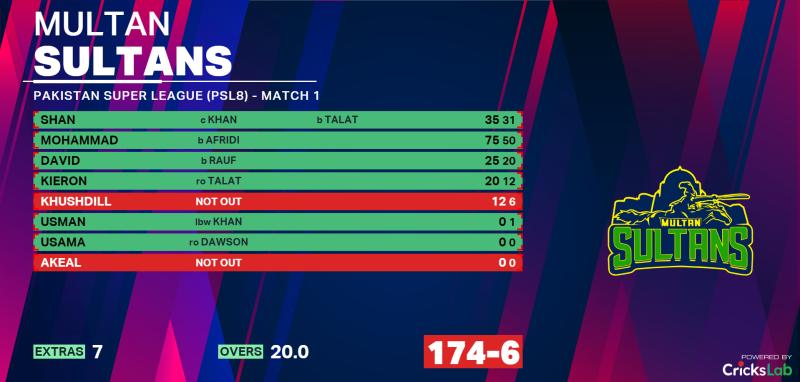 MULTAN
SULTANS
PAKISTAN SUPER LEAGUE (PSL8) - MATCH 1
SHAN c KHAN b TALAT 35 31
MOHAMMAD b AFRIDI 75 50
DAVID b RAUF 25 20
KIERON ro TALAT 20 12
KHUSHDILL NOT OUT 12 6
USMAN lbw KHAN 0 1
USAMA ro DAWSON 0 0
AKEAL NOT OUT 0 0
MULTAN
SULTANS
EXTRAS 7 OVERS 20.0 174-6
POWERED BY
CricksLab